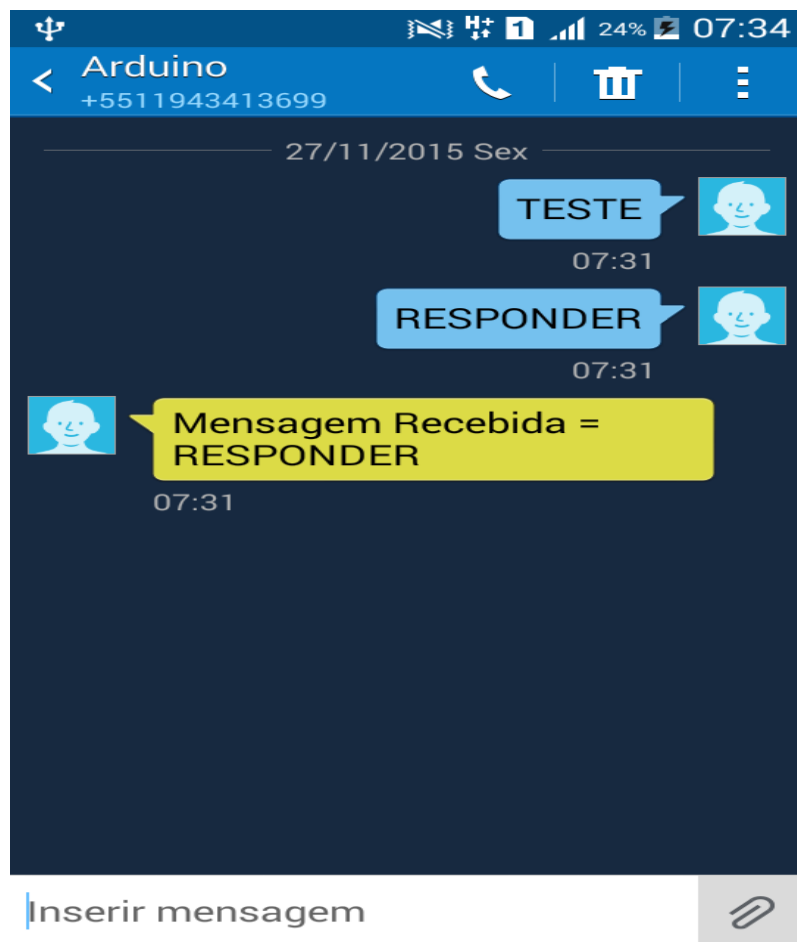 1 24% 07:34
Arduino
+5511943413699
27/11/2015 Sex
TESTE
07:31
RESPONDER
07:31
Mensagem Recebida =
RESPONDER
07:31
Inserir mensagem